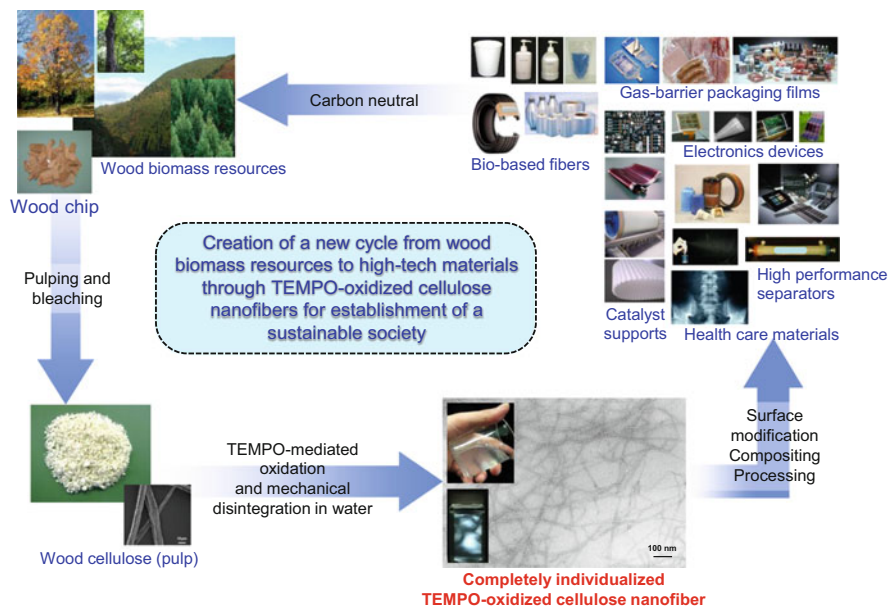 Carbon neutral
Gas-barrier packaging films
Wood biomass resources
Bio-based fibers
Electronics devices
Wood chip
Pulping and
bleaching
Creation of a new cycle from wood
biomass resources to high-tech materials
through TEMPO-oxidized cellulose
nanofibers for establishment of a
sustainable society
High performance
separators
Catalyst
supports
Health care materials
TEMPO-mediated
oxidation
and mechanical
disintegration in water
Surface
modification
Compositing
Processing
Wood cellulose (pulp)
100 nm
Completely individualized
TEMPO-oxidized cellulose nanofiber